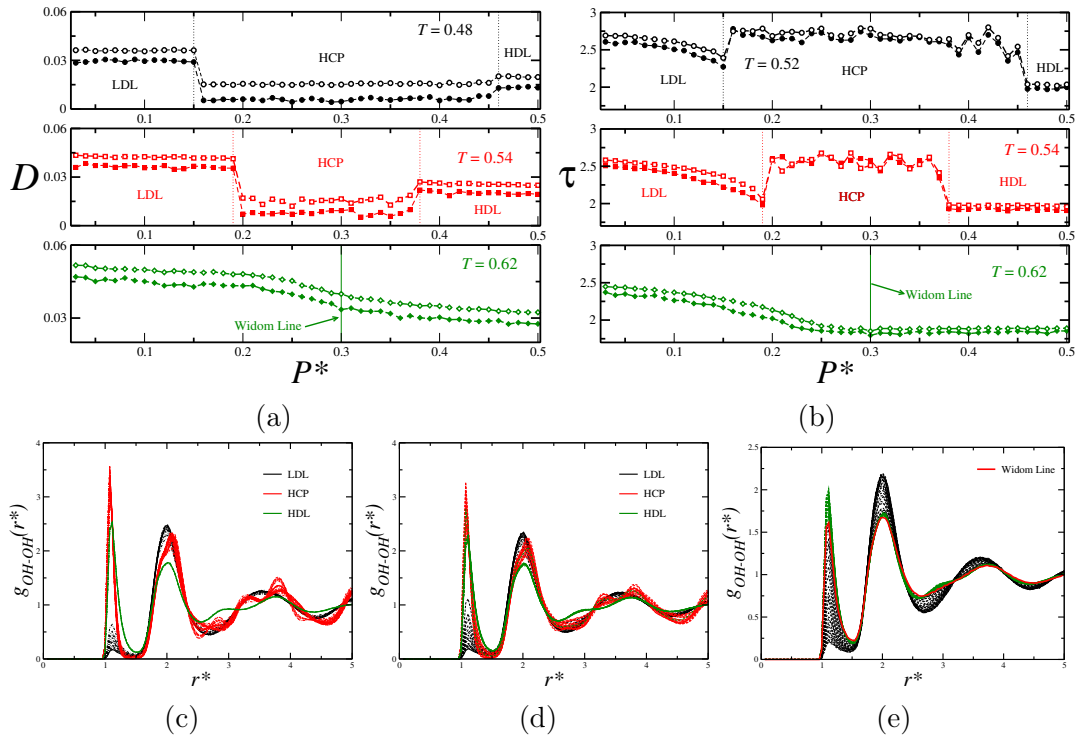 0.06
T = 0.48
HCP
0.03
HDL
LDL
0
0.1 0.2 0.3 0.4 0.5
0.06
HCP
T = 0.54
D
0.03
LDL
HDL
0
0.1 0.2 0.3 0.4 0.5
0.06
T = 0.62
0.03
Widom Line
0.1 0.2 0.3 0.4 0.5
P*
(a)
3
2.5
T = 0.52
HCP
LDL
HDL
2
0.1 0.2 0.3 0.4 0.5
3
T = 0.54
τ
2.5
LDL
HCP
HDL
2
0.1 0.2 0.3 0.4 0.5
3
T = 0.62
2.5
Widom Line
2
0.1 0.2 0.3 0.4 0.5
P*
(b)
4
LDL
3
HCP
HDL
gOH-OH(r*)
2
1
0
0 1 2 3 4 5
r*
(c)
4
LDL
3
HCP
HDL
gOH-OH(r*)
2
1
0
0 1 2 3 4 5
r*
(d)
2.5
Widom Line
2
gOH-OH(r*)
1.5
1
0.5
0
0 1 2 3 4 5
r*
(e)